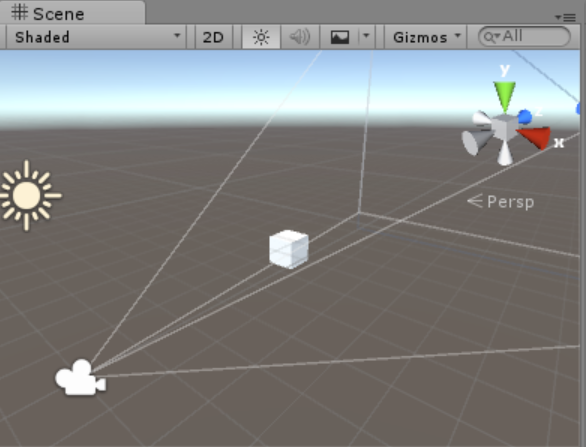 Scene
Shaded
2D
Gizmos
All
y
z
x
Persp